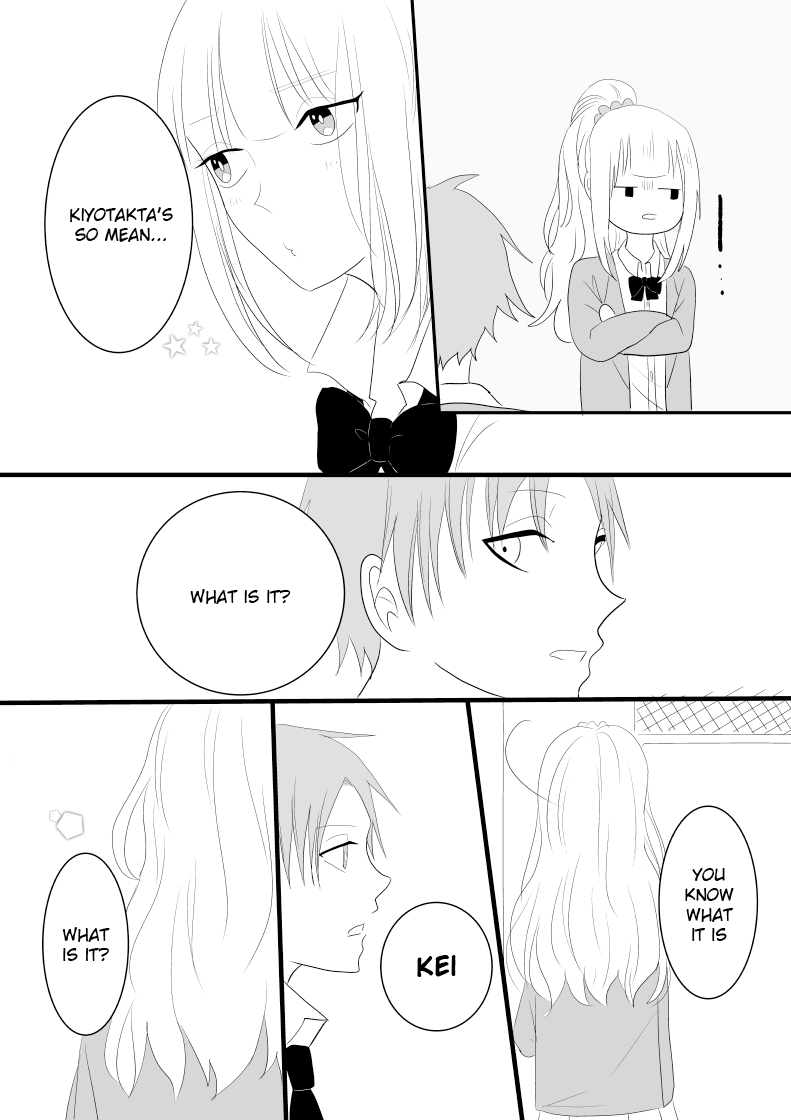 KIYOTAKTA'S
SO MEAN...
WHAT IS IT?
YOU
KNOW
WHAT
IT IS
KEI
WHAT
IS IT?